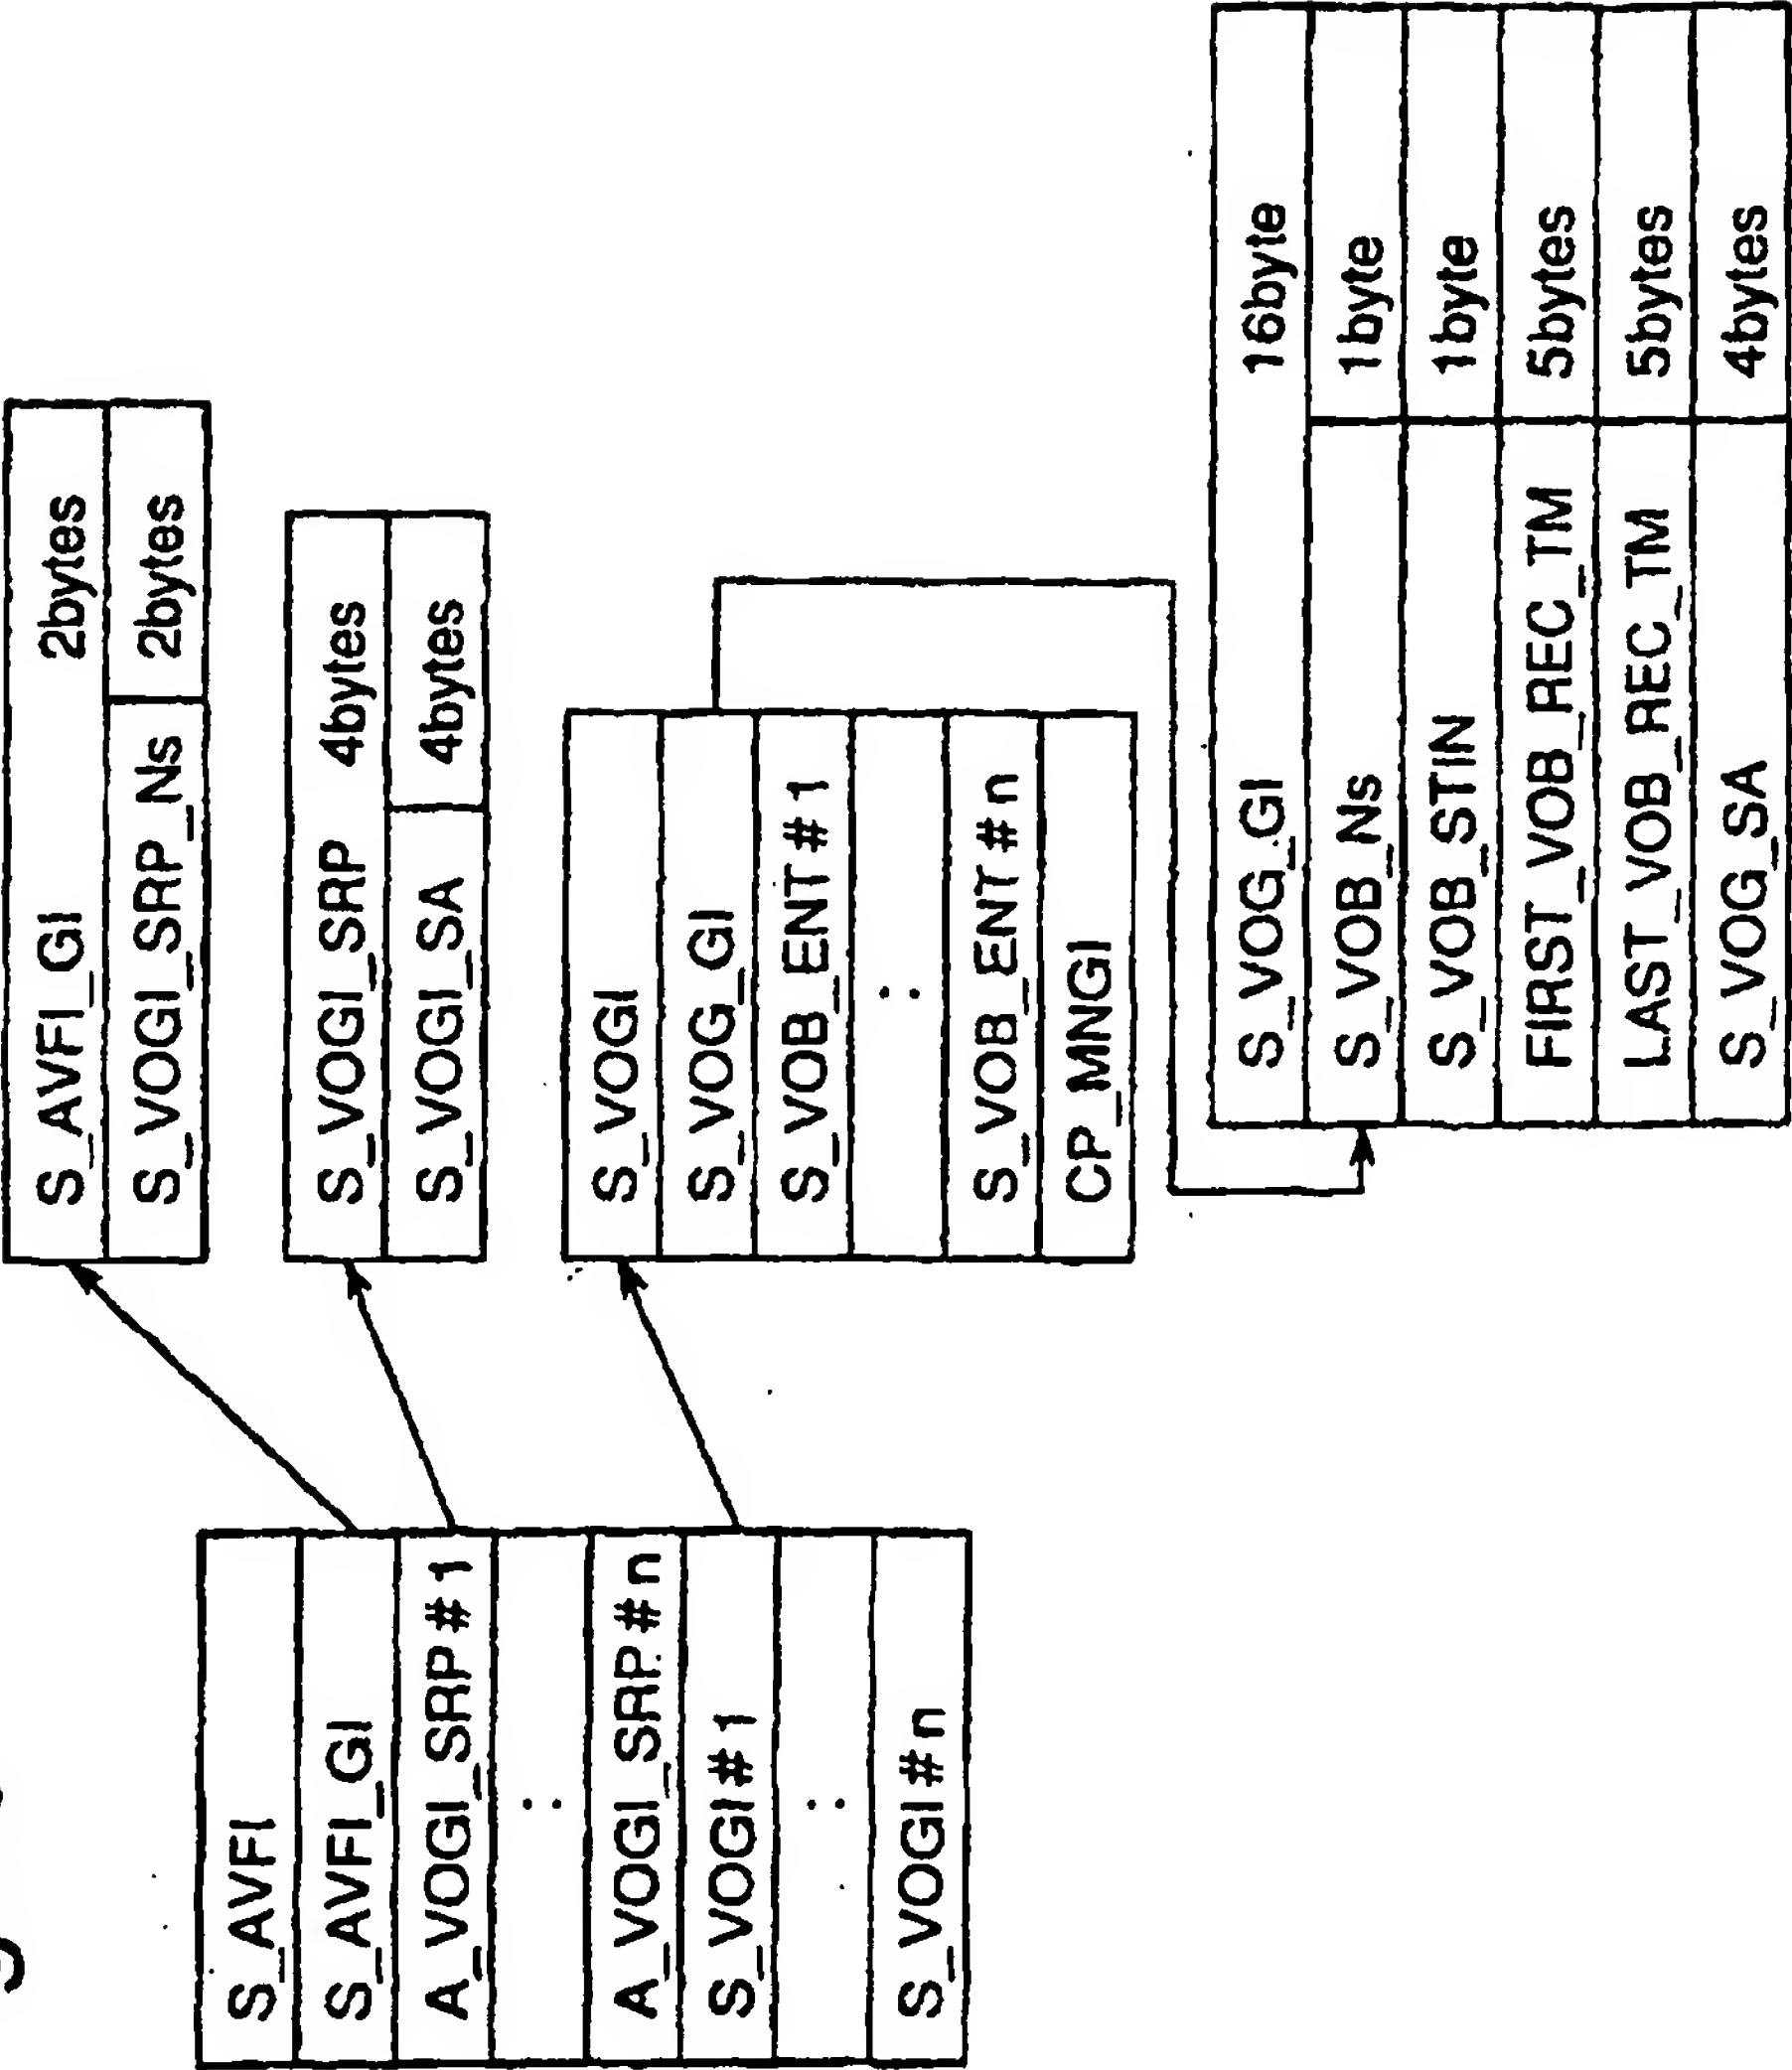 S_AVFI
S_AVFI_GI
A_VOGI_SRP#1
:
A_VOGI_SRP#n
S_VOGI#1
:
S_VOGI#n
S_AVFI_GI 2bytes
S_VOGI_SRP_Ns 2bytes
S_VOGI_SRP 4bytes
S_VOGI_SA 4bytes
S_VOGI
S_VOG_GI
S_VOB_ENT#1
:
S_VOB_ENT#n
CP_MNGI
S_VOG_GI 16byte
S_VOB_Ns 1byte
S_VOB_STIN 1byte
FIRST_VOB_REC_TM 5bytes
LAST_VOB_REC_TM 5bytes
S_VOG_SA 4bytes